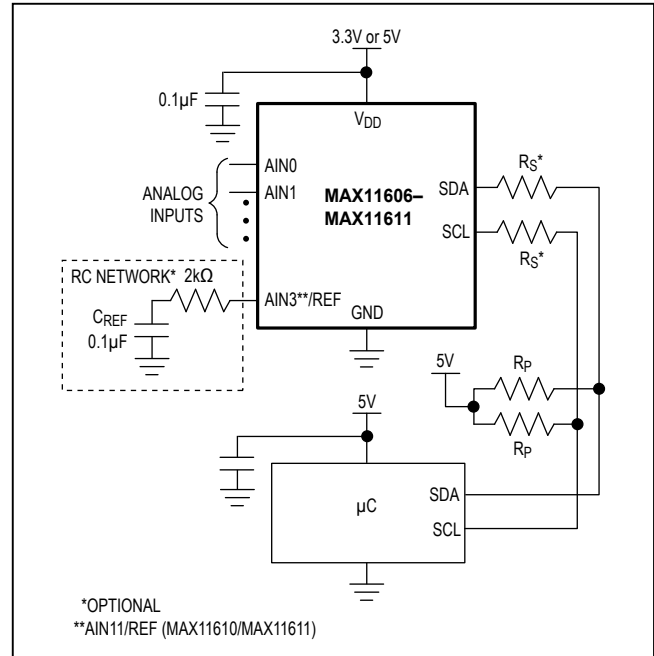 3.3V or 5V
0.1µF
VDD
AIN0
AIN1
ANALOG
INPUTS
MAX11606–
MAX11611
SDA
SCL
RS*
RS*
RC NETWORK* 2kΩ
CREF
0.1µF
AIN3**/REF
GND
5V
RP
RP
5V
µC
SDA
SCL
*OPTIONAL
**AIN11/REF (MAX11610/MAX11611)